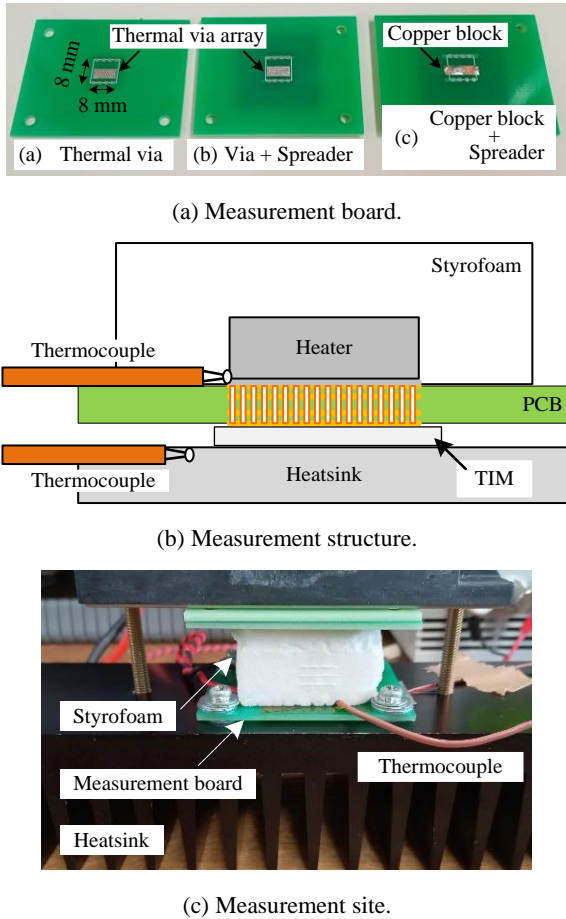 Thermal via array
Copper block
8 mm
8 mm
(a) Thermal via
(b) Via + Spreader
(c) Copper block
+
Spreader
(a) Measurement board.
Styrofoam
Heater
Thermocouple
PCB
Thermocouple
Heatsink
TIM
(b) Measurement structure.
Styrofoam
Measurement board
Thermocouple
Heatsink
(c) Measurement site.